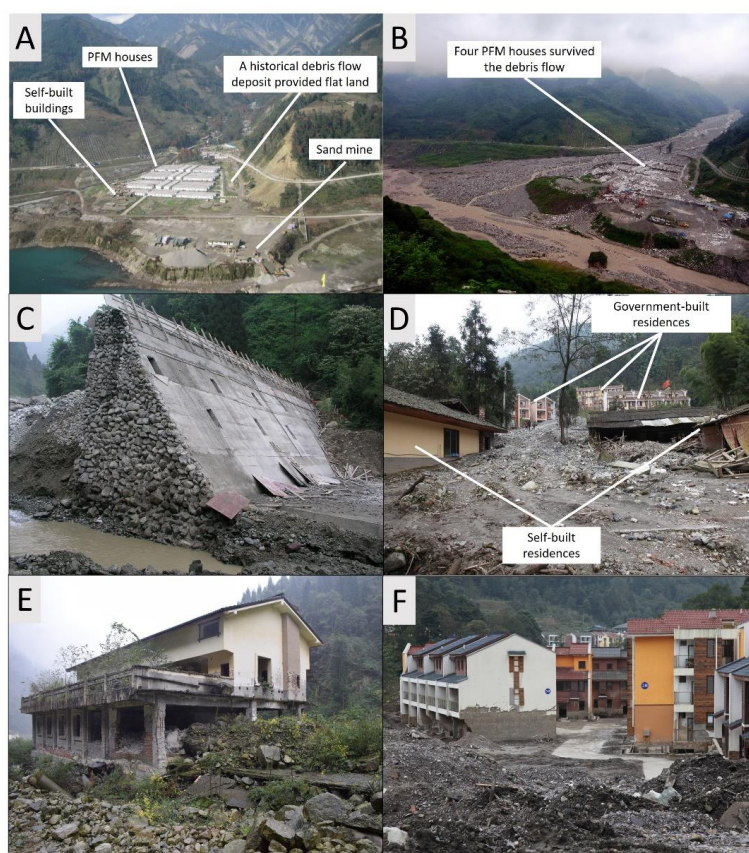 A
PFM houses
A historical debris flow
deposit provided flat land
Self-built
buildings
Sand mine
B
Four PFM houses survived
the debris flow
C
D
Government-built
residences
Self-built
residences
E
F